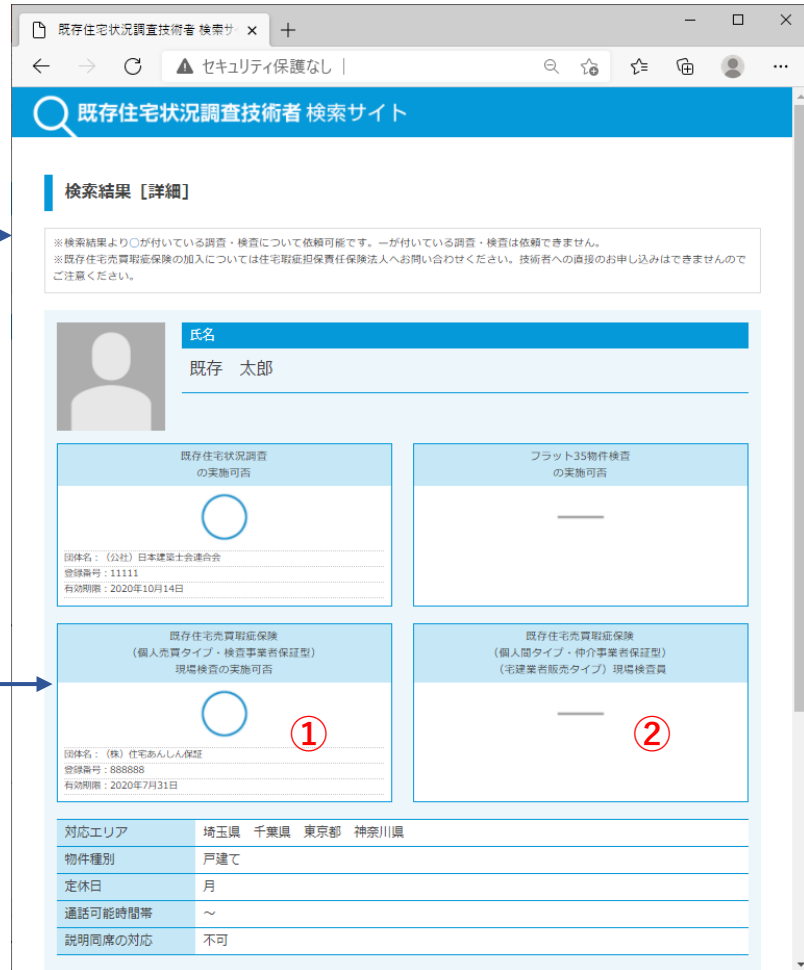 既存住宅状況調査技術者 検索サ
セキュリティ保護なし
既存住宅状況調査技術者 検索サイト
検索結果［詳細］
※検索結果より○が付いている調査・検査について依頼可能です。ーが付いている調査・検査は依頼できません。
※既存住宅売買瑕疵保険の加入については住宅瑕疵担保責任保険法人へお問い合わせください。技術者への直接のお申し込みはできませんので
ご注意ください。
氏名
既存　太郎
既存住宅状況調査
の実施可否
団体名：（公社）日本建築士会連合会
登録番号：11111
有効期限：2020年10月14日
フラット35物件検査
の実施可否
既存住宅売買瑕疵保険
（個人売買タイプ・検査事業者保証型）
現場検査の実施可否
①
団体名：（株）住宅あんしん保証
登録番号：888888
有効期限：2020年7月31日
既存住宅売買瑕疵保険
（個人間タイプ・仲介事業者保証型）
（宅建業者販売タイプ）現場検査員
②
対応エリア　埼玉県　千葉県　東京都　神奈川県
物件種別　戸建て
定休日　月
通話可能時間帯　～
説明同席の対応　不可